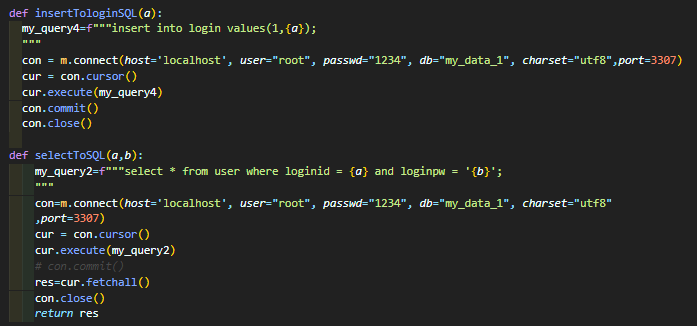 def insertTologinSQL(a):
my_query4=f"""insert into login values(1,{a});
"""
con = m.connect(host='localhost', user="root", passwd="1234", db="my_data_1", charset="utf8",port=3307)
cur = con.cursor()
cur.execute(my_query4)
con.commit()
con.close()
def selectToSQL(a,b):
my_query2=f"""select * from user where loginid = {a} and loginpw = '{b}';
"""
con=m.connect(host='localhost', user="root", passwd="1234", db="my_data_1", charset="utf8"
,port=3307)
cur = con.cursor()
cur.execute(my_query2)
# con.commit()
res=cur.fetchall()
con.close()
return res